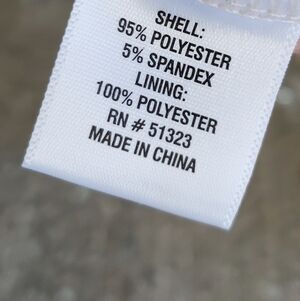 SHELL:
95% POLYESTER
5% SPANDEX
LINING:
100% POLYESTER
RN # 51323
MADE IN CHINA